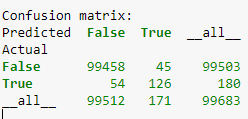 Confusion matrix:
Predicted  False  True  __all__
Actual
False      99458    45    99503
True          54   126      180
__all__    99512   171    99683